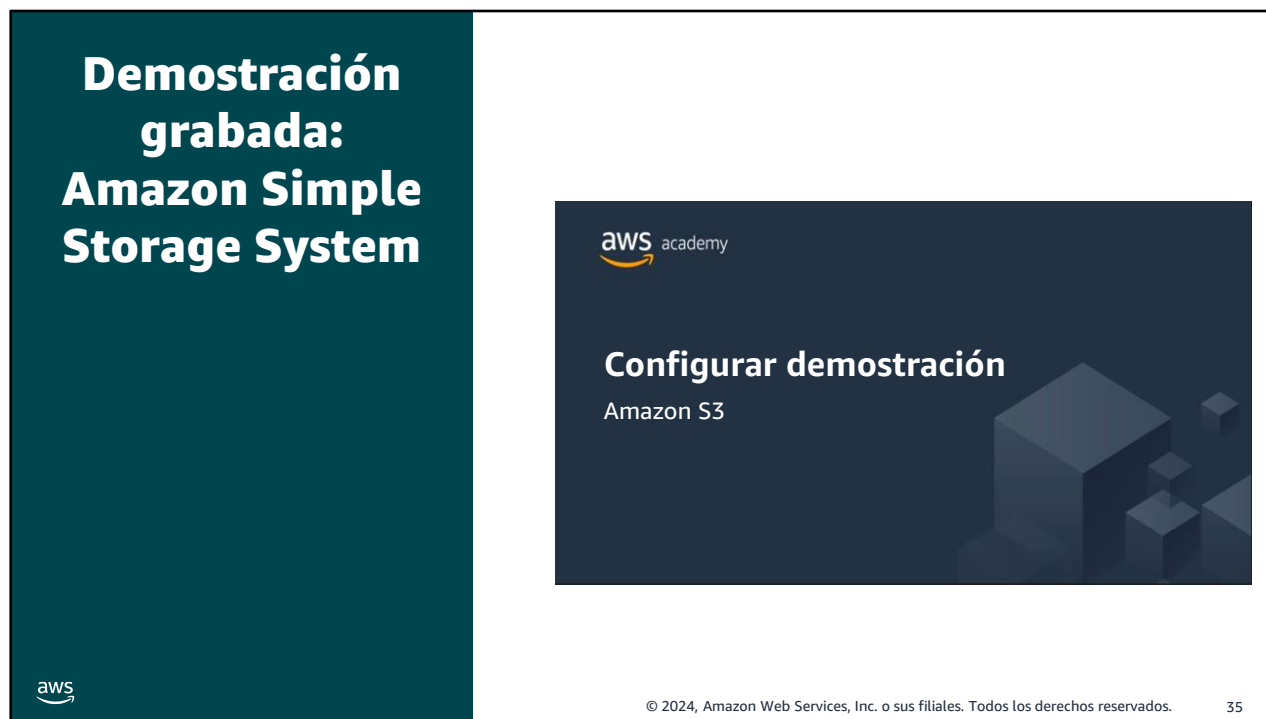 Demostración
grabada:
Amazon Simple
Storage System
aws academy
Configurar demostración
Amazon S3
aws
© 2024, Amazon Web Services, Inc. o sus filiales. Todos los derechos reservados. 35